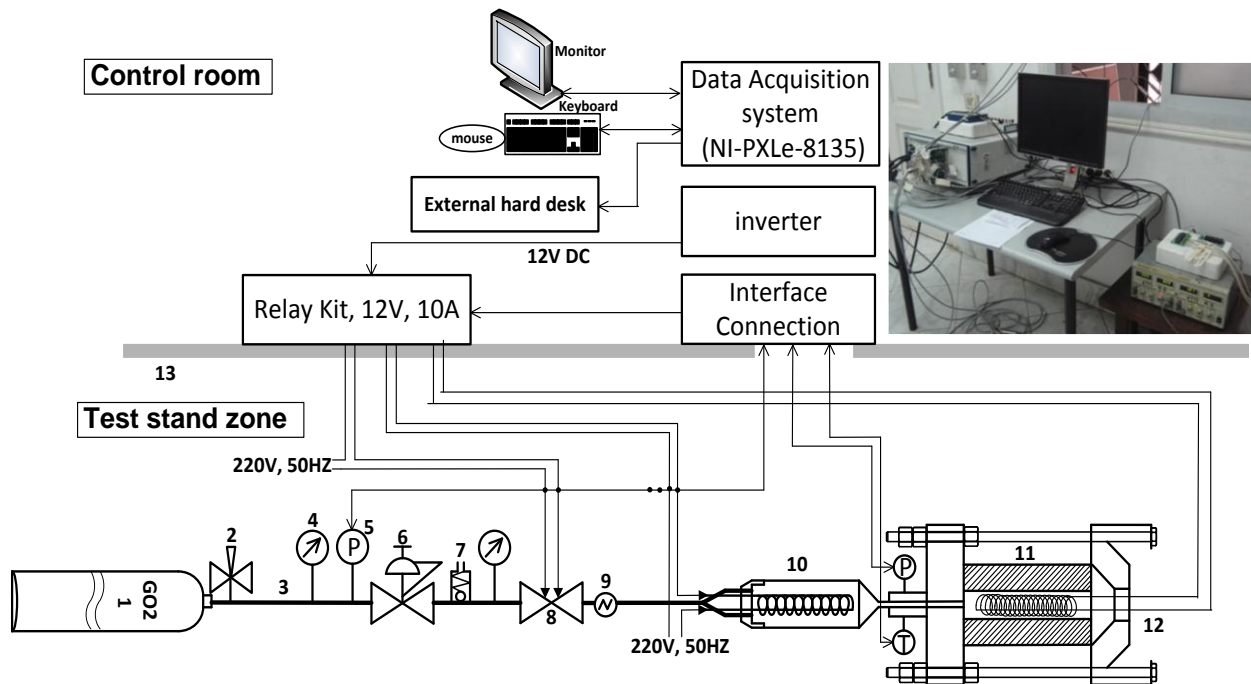 Control room
Monitor
Keyboard
mouse
Data Acquisition
system
(NI-PXLe-8135)
External hard desk
inverter
12V DC
Relay Kit, 12V, 10A
Interface
Connection
13
Test stand zone
220V, 50HZ
2
4
5
P
6
7
9
10
11
P
GO2
1
3
8
12
T
220V, 50HZ